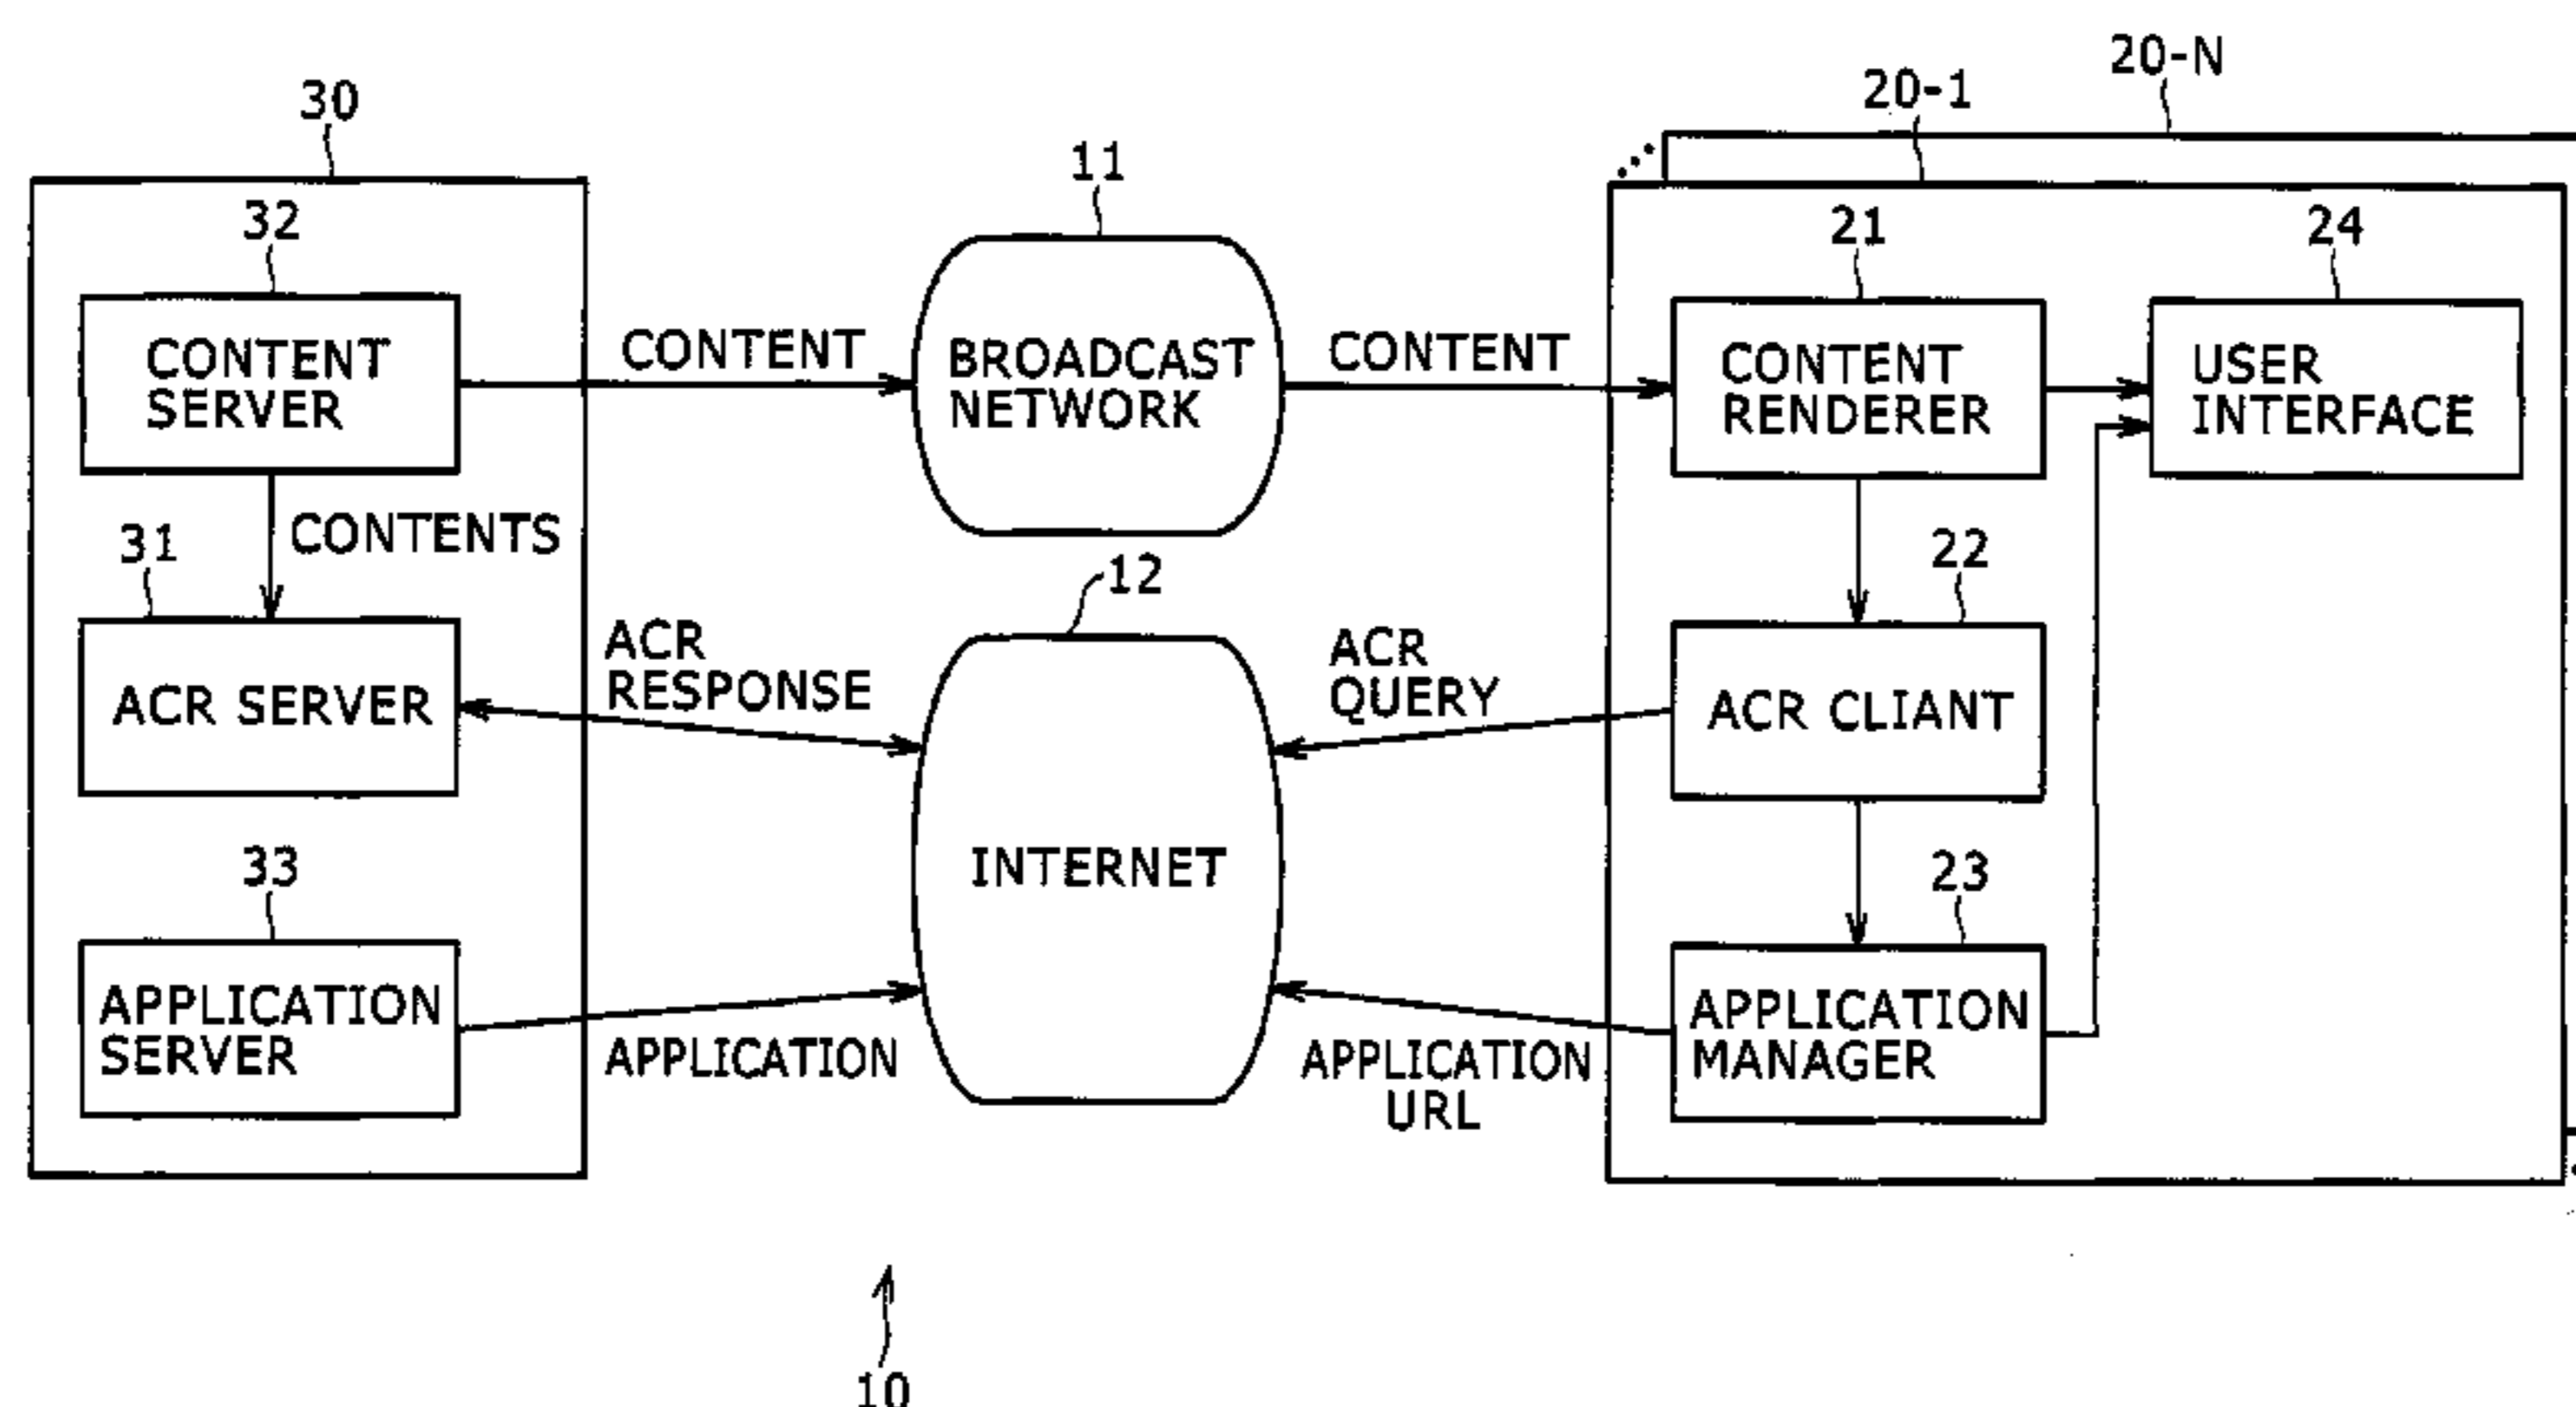 20-N
20-1
30
11
32
21
24
CONTENT
SERVER
CONTENT
BROADCAST
NETWORK
CONTENT
CONTENT
RENDERER
USER
INTERFACE
CONTENTS
31
12
22
ACR
RESPONSE
ACR
QUERY
ACR SERVER
ACR CLIANT
33
INTERNET
23
APPLICATION
SERVER
APPLICATION
APPLICATION
URL
APPLICATION
MANAGER
10